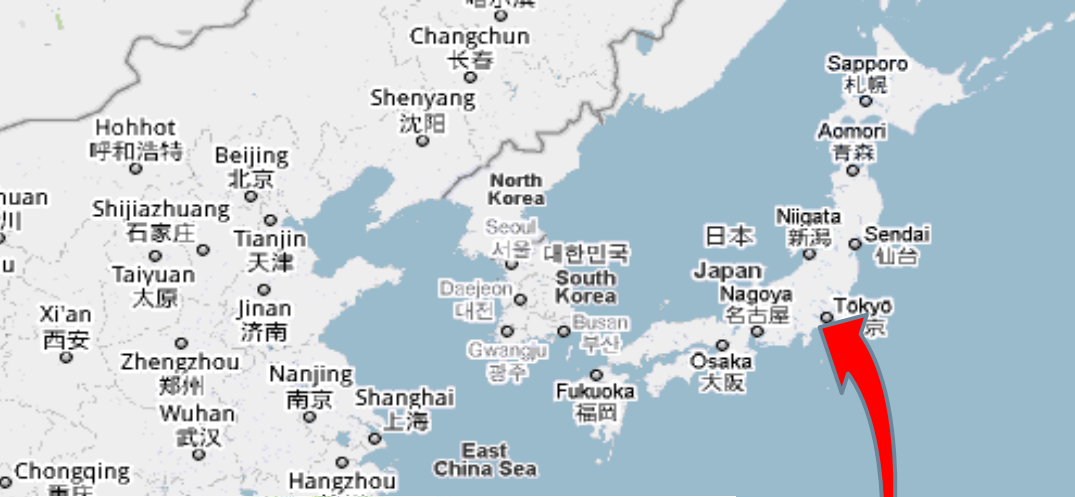 Changchun
长春
Shenyang
沈阳
Sapporo
札幌
Aomori
青森
Hohhot
呼和浩特
Beijing
北京
North
Korea
Shijiazhuang
石家庄
Seoul
서울
대한민국
South
Korea
日本
Japan
Niigata
新潟
Sendai
仙台
Tianjin
天津
Taiyuan
太原
Daejeon
대전
Nagoya
名古屋
Tōkyō
京
Jinan
济南
Xi'an
西安
Busan
부산
Gwangju
광주
Ōsaka
大阪
Zhengzhou
郑州
Nanjing
南京
Shanghai
上海
Fukuoka
福岡
Wuhan
武汉
East
China Sea
Chongqing
Hangzhou